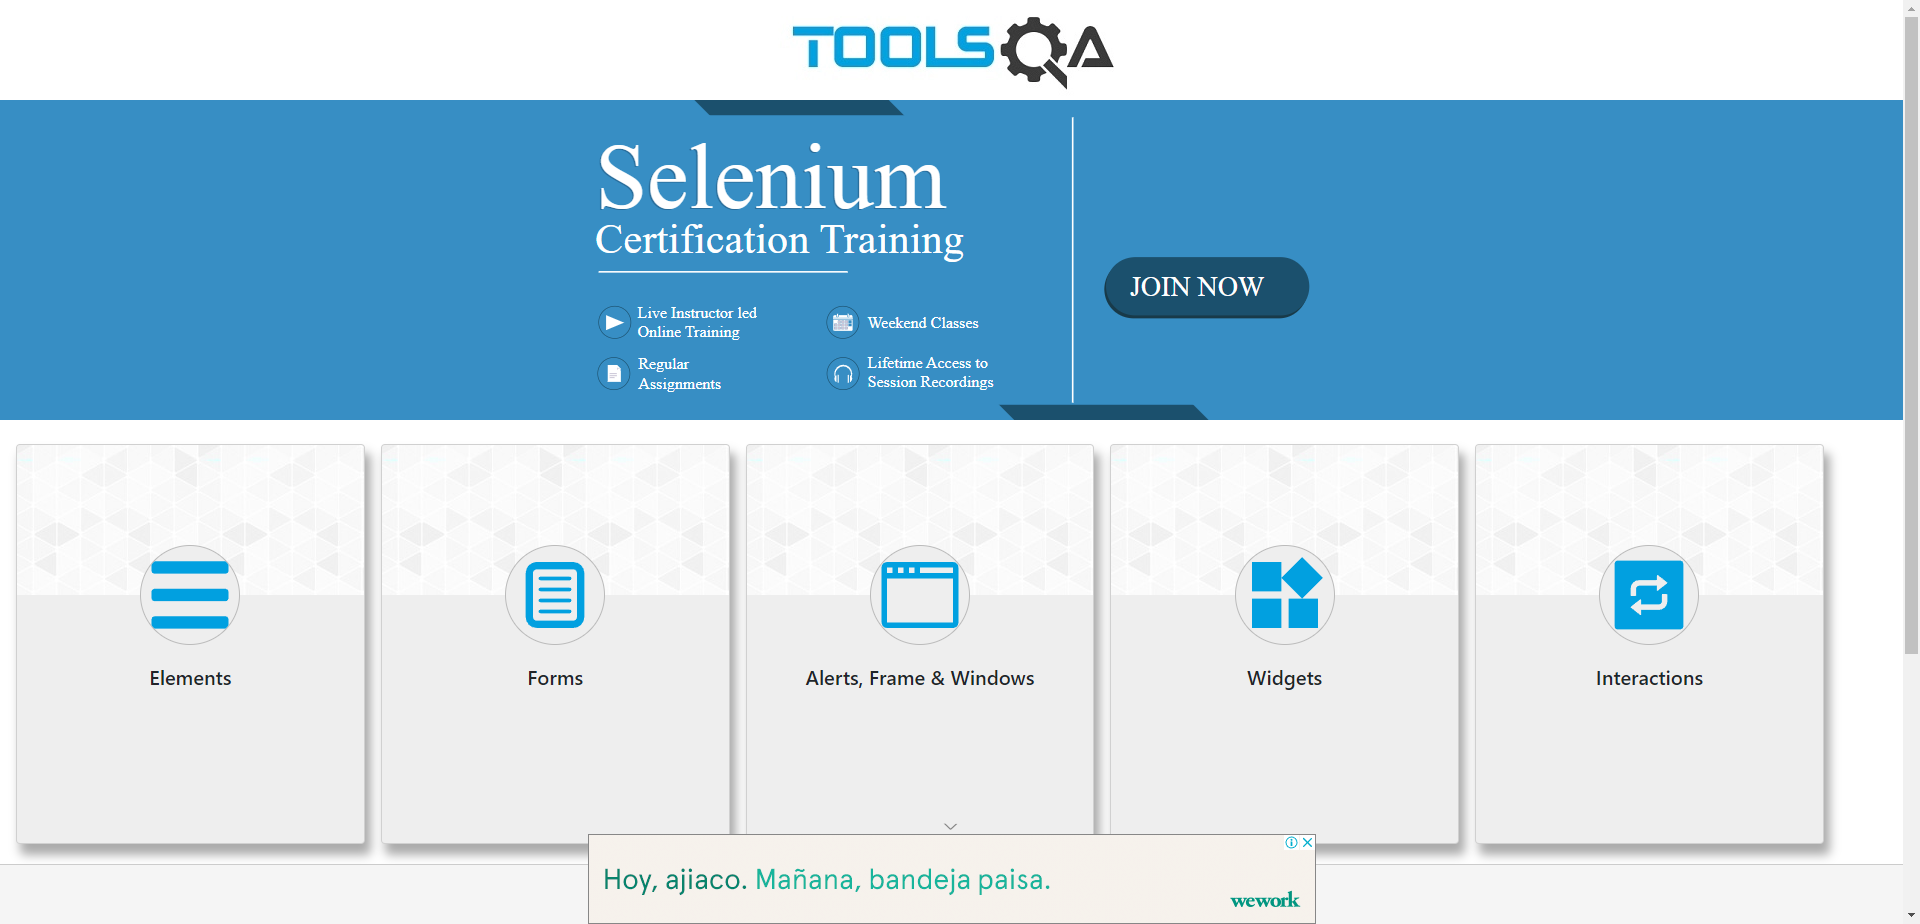 TOOLSQA
Selenium
Certification Training
JOIN NOW
Live Instructor led
Online Training
Weekend Classes
Regular
Assignments
Lifetime Access to
Session Recordings
Elements
Forms
Alerts, Frame & Windows
Widgets
Interactions
Hoy, ajiaco. Mañana, bandeja paisa.
wework